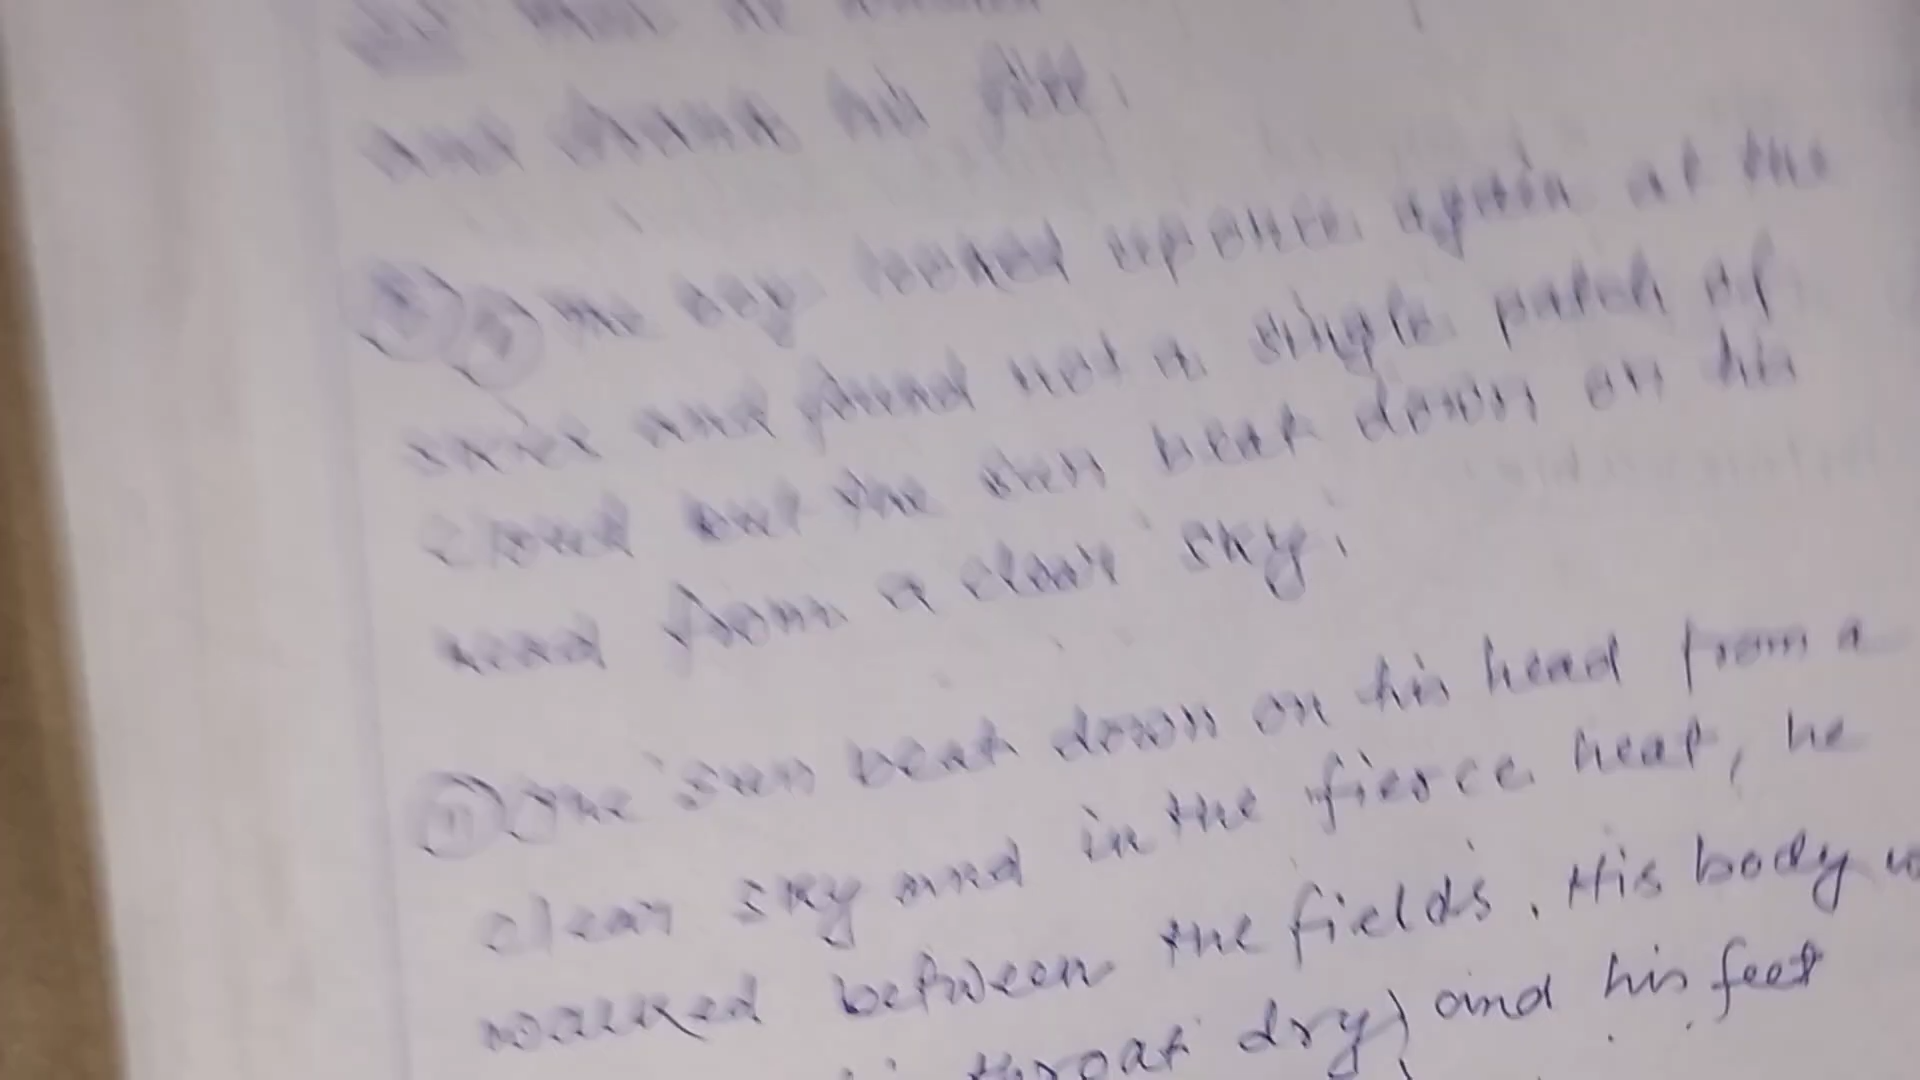 and drank his fill.
The boy looked up once again at the
skies and found not a single patch of
cloud but the sun beat down on his
head from a clear sky.
The sun beat down on his head from a
clear sky and in the fierce heat, he
walked between the fields. His body
throat dry, and his feet